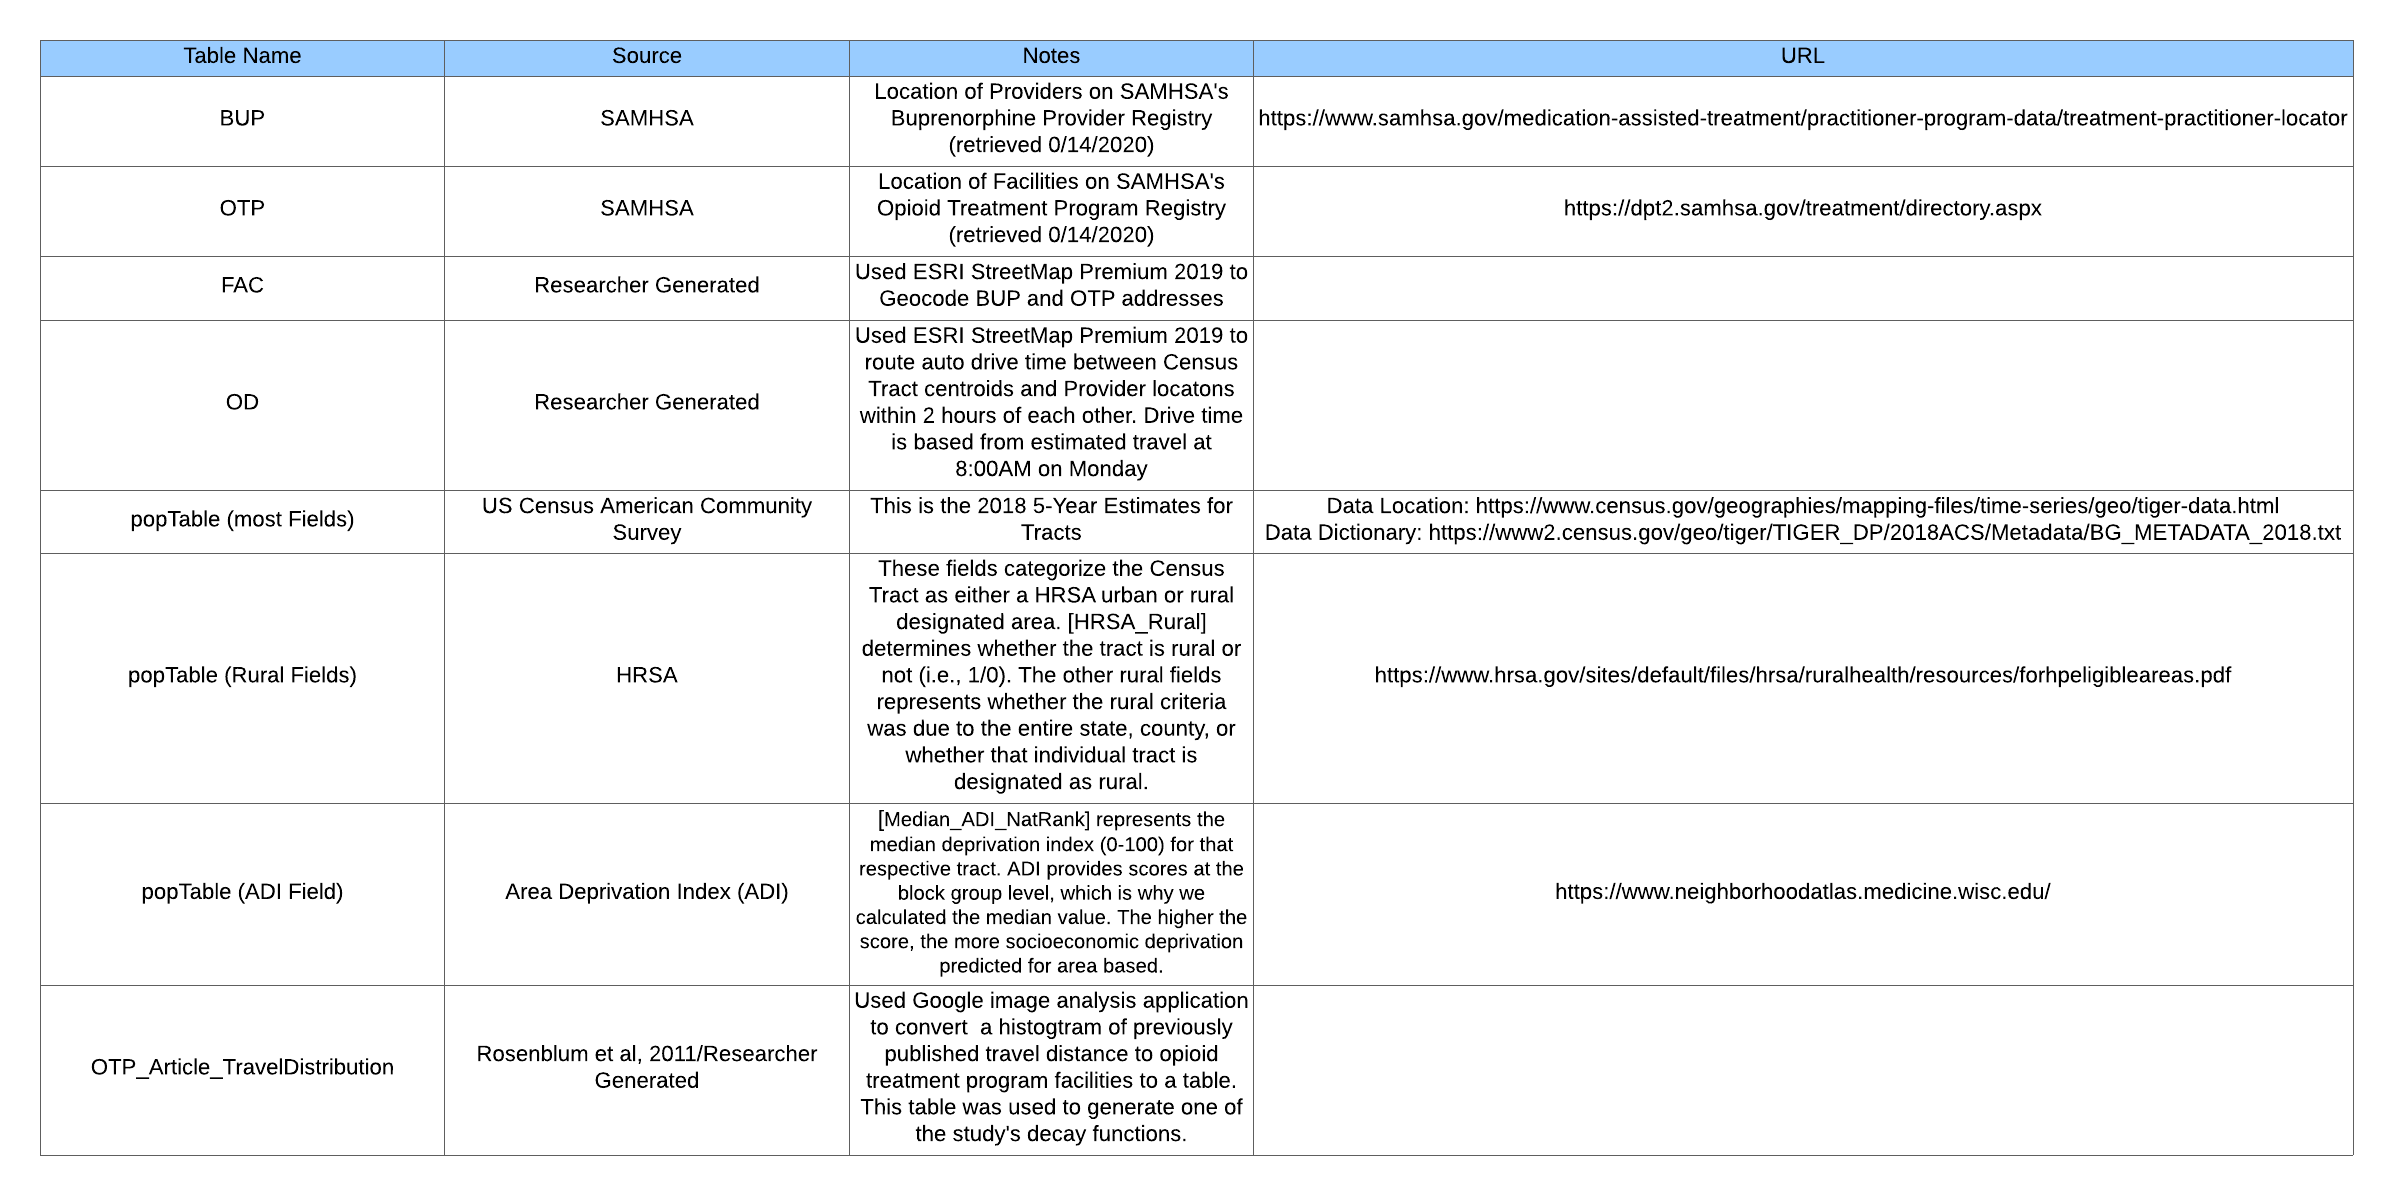 Table Name Source Notes URL
BUP
SAMHSA
Location of Providers on SAMHSA's
Buprenorphine Provider Registry
(retrieved 0/14/2020)
https://www.samhsa.gov/medication-assisted-treatment/practitioner-program-data/treatment-practitioner-locator
OTP
SAMHSA
Location of Facilities on SAMHSA's
Opioid Treatment Program Registry
(retrieved 0/14/2020)
https://dpt2.samhsa.gov/treatment/directory.aspx
FAC
Researcher Generated
Used ESRI StreetMap Premium 2019 to
Geocode BUP and OTP addresses
OD
Researcher Generated
Used ESRI StreetMap Premium 2019 to
route auto drive time between Census
Tract centroids and Provider locatons
within 2 hours of each other. Drive time
is based from estimated travel at
8:00AM on Monday
popTable (most Fields)
US Census American Community
Survey
This is the 2018 5-Year Estimates for
Tracts
Data Location: https://www.census.gov/geographies/mapping-files/time-series/geo/tiger-data.html
Data Dictionary: https://www2.census.gov/geo/tiger/TIGER_DP/2018ACS/Metadata/BG_METADATA_2018.txt
popTable (Rural Fields)
HRSA
These fields categorize the Census
Tract as either a HRSA urban or rural
designated area. [HRSA_Rural]
determines whether the tract is rural or
not (i.e., 1/0). The other rural fields
represents whether the rural criteria
was due to the entire state, county, or
whether that individual tract is
designated as rural.
https://www.hrsa.gov/sites/default/files/hrsa/ruralhealth/resources/forhpeligibleareas.pdf
popTable (ADI Field)
Area Deprivation Index (ADI)
[Median_ADI_NatRank] represents the
median deprivation index (0-100) for that
respective tract. ADI provides scores at the
block group level, which is why we
calculated the median value. The higher the
score, the more socioeconomic deprivation
predicted for area based.
https://www.neighborhoodatlas.medicine.wisc.edu/
OTP_Article_TravelDistribution
Rosenblum et al, 2011/Researcher
Generated
Used Google image analysis application
to convert  a histogtram of previously
published travel distance to opioid
treatment program facilities to a table.
This table was used to generate one of
the study's decay functions.